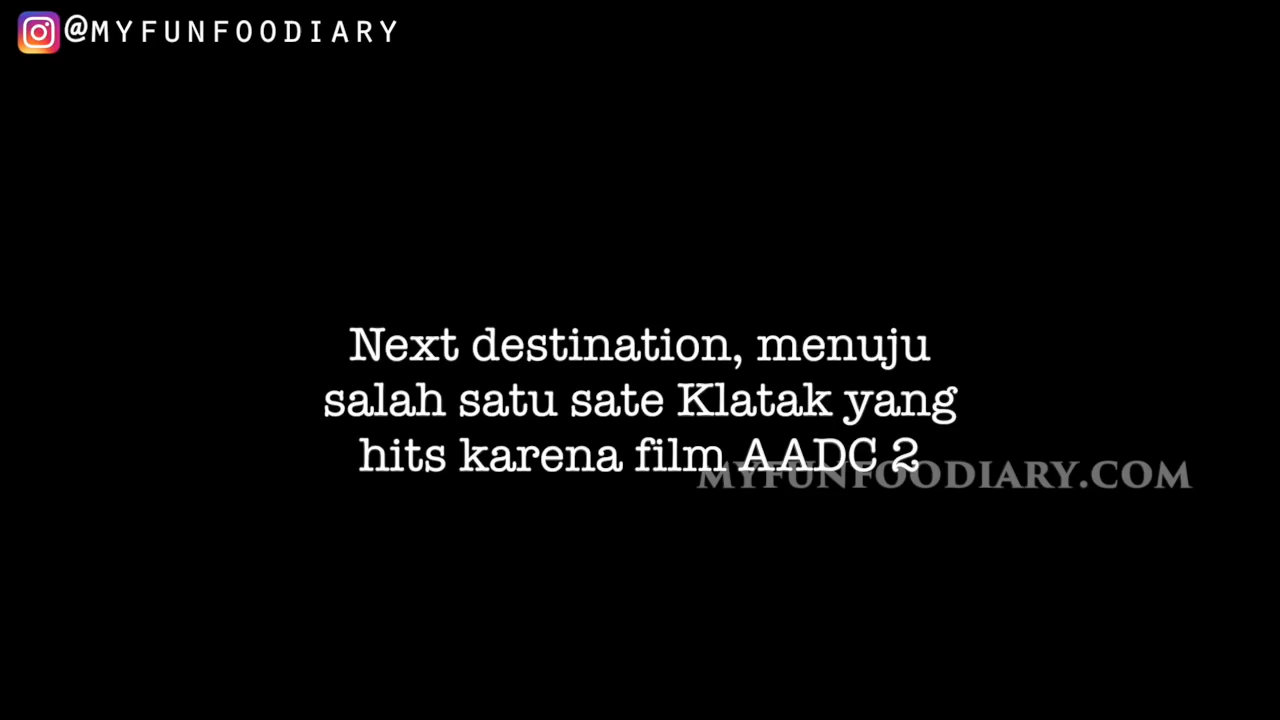 @MYFUNFOODIARY
Next destination, menuju
salah satu sate Klatak yang
hits karena film AADC 2
MYFUNFOODIARY.COM